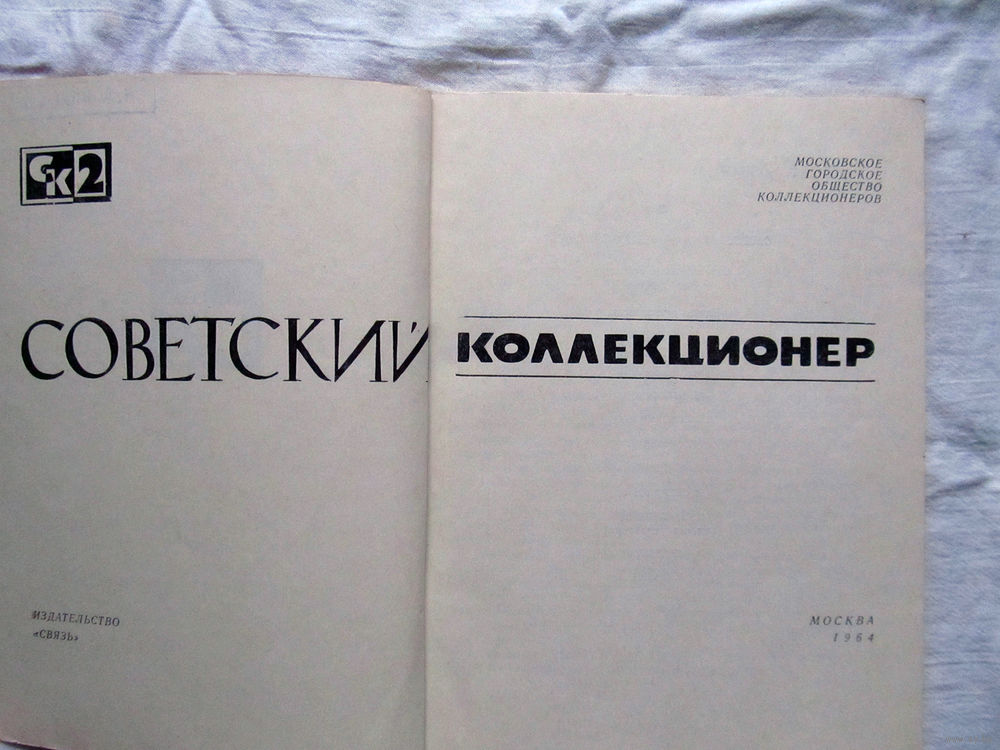 СК2
МОСКОВСКОЕ
ГОРОДСКОЕ
ОБЩЕСТВО
КОЛЛЕКЦИОНЕРОВ
СОВЕТСКИЙ КОЛЛЕКЦИОНЕР
ИЗДАТЕЛЬСТВО
«СВЯЗЬ»
МОСКВА
1964